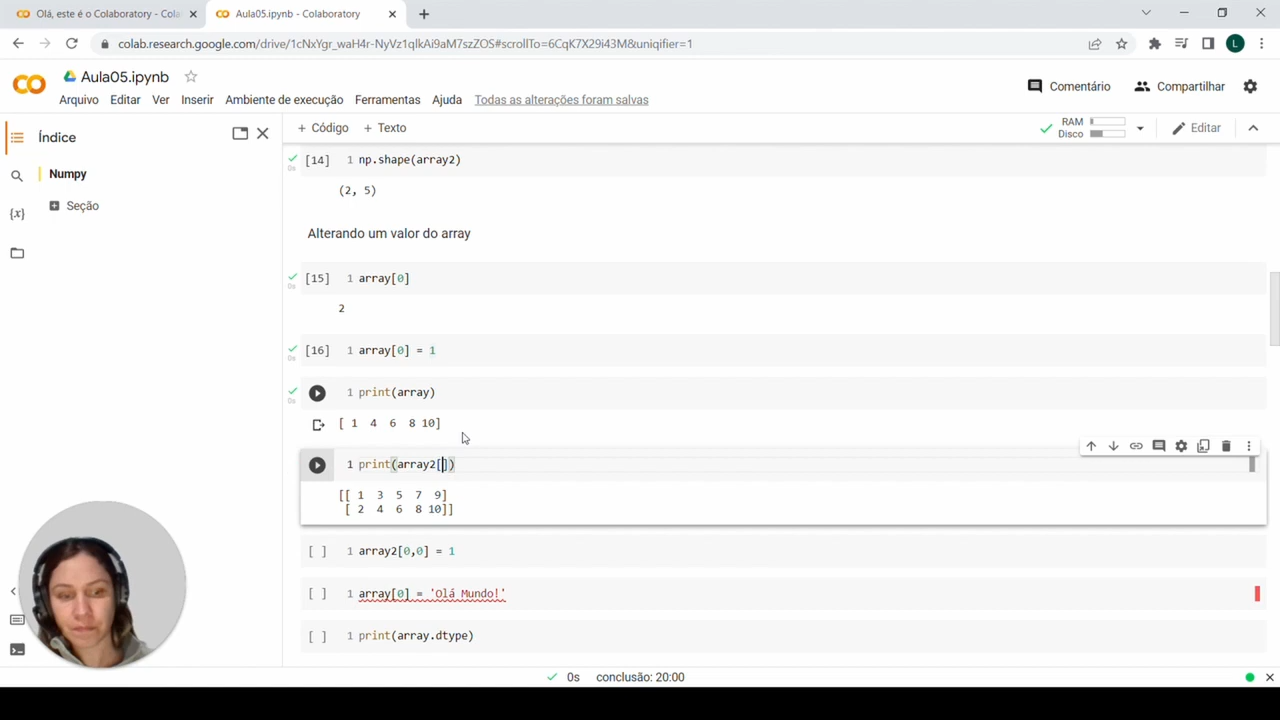 Olá, este é o Colaboratory - Cola
Aula05.ipynb - Colaboratory
colab.research.google.com/drive/1cNxYgr_waH4r-NyVz1qlkAi9aM7szZOS#scrollTo=6CqK7X29i43M&uniqifier=1
L
CO
Aula05.ipynb
Comentário
Compartilhar
Arquivo Editar Ver Inserir Ambiente de execução Ferramentas Ajuda Todas as alterações foram salvas
Índice
+ Código + Texto
RAM
Disco
Editar
Numpy
Seção
{x}
[14] 1 np.shape(array2)
0s
(2, 5)
Alterando um valor do array
[15] 1 array[0]
0s
2
[16] 1 array[0] = 1
0s
1 print(array)
0s
[ 1 4 6 8 10]
1 print(array2[])
[[ 1 3 5 7 9]
[ 2 4 6 8 10]]
[ ] 1 array2[0,0] = 1
[ ] 1 array[0] = 'Olá Mundo!'
[ ] 1 print(array.dtype)
0s conclusão: 20:00